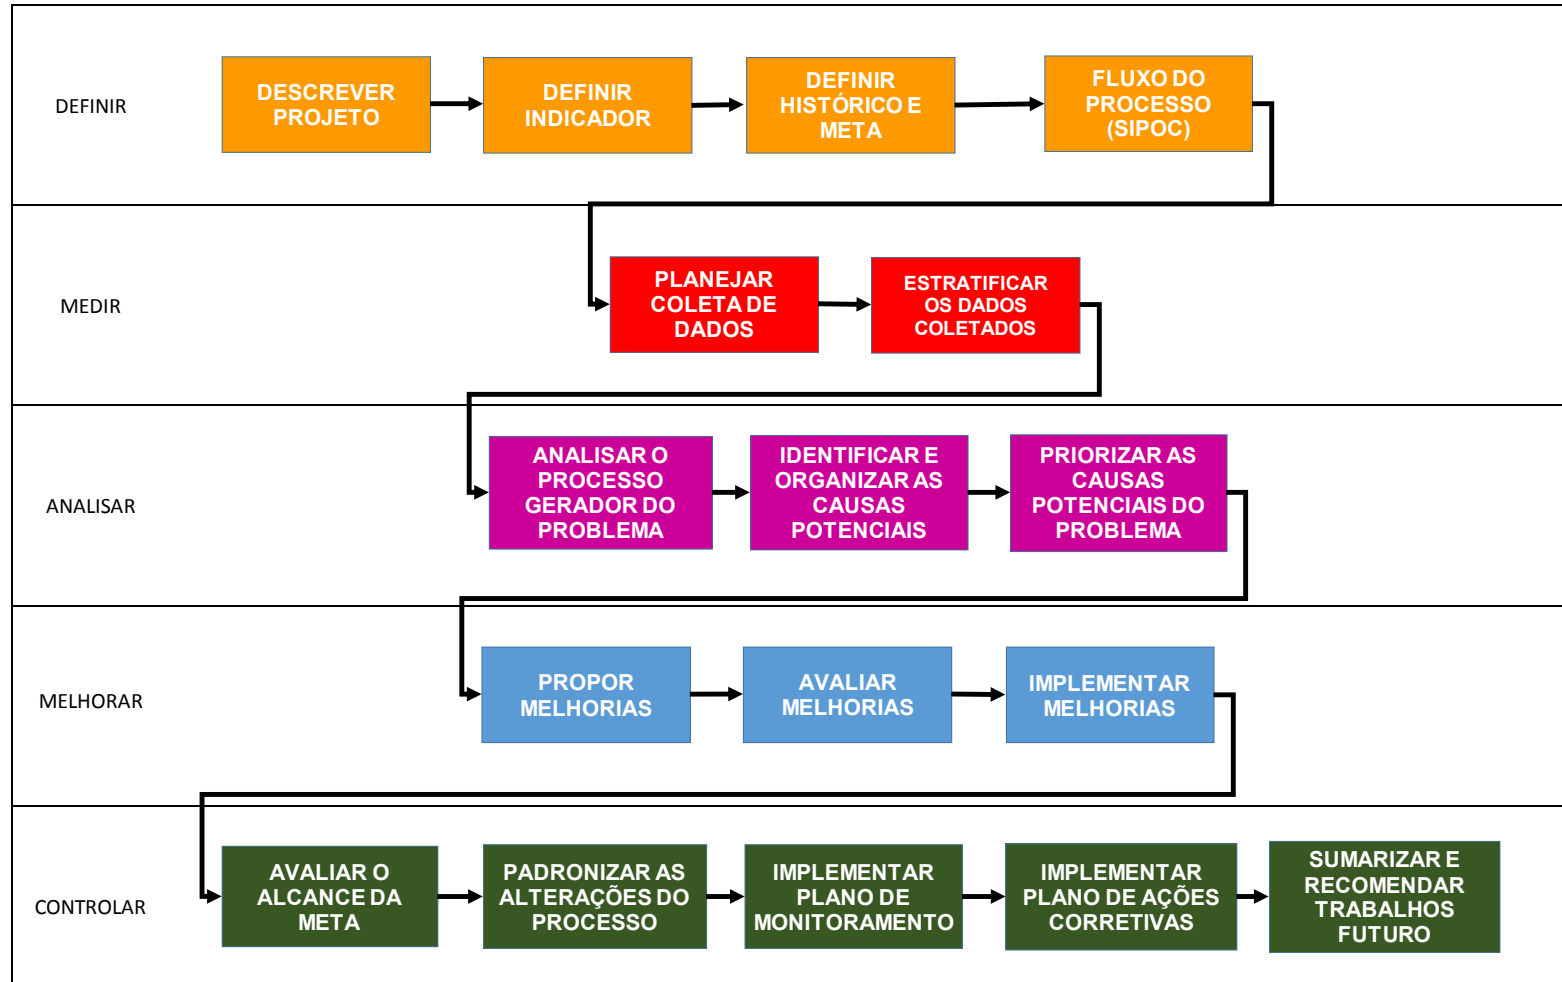 DEFINIR
DESCREVER
PROJETO
DEFINIR
INDICADOR
DEFINIR
HISTÓRICO E
META
FLUXO DO
PROCESSO
(SIPOC)
MEDIR
PLANEJAR
COLETA DE
DADOS
ESTRATIFICAR
OS DADOS
COLETADOS
ANALISAR
ANALISAR O
PROCESSO
GERADOR DO
PROBLEMA
IDENTIFICAR E
ORGANIZAR AS
CAUSAS
POTENCIAIS
PRIORIZAR AS
CAUSAS
POTENCIAIS DO
PROBLEMA
MELHORAR
PROPOR
MELHORIAS
AVALIAR
MELHORIAS
IMPLEMENTAR
MELHORIAS
CONTROLAR
AVALIAR O
ALCANCE DA
META
PADRONIZAR AS
ALTERAÇÕES DO
PROCESSO
IMPLEMENTAR
PLANO DE
MONITORAMENTO
IMPLEMENTAR
PLANO DE AÇÕES
CORRETIVAS
SUMARIZAR E
RECOMENDAR
TRABALHOS
FUTURO